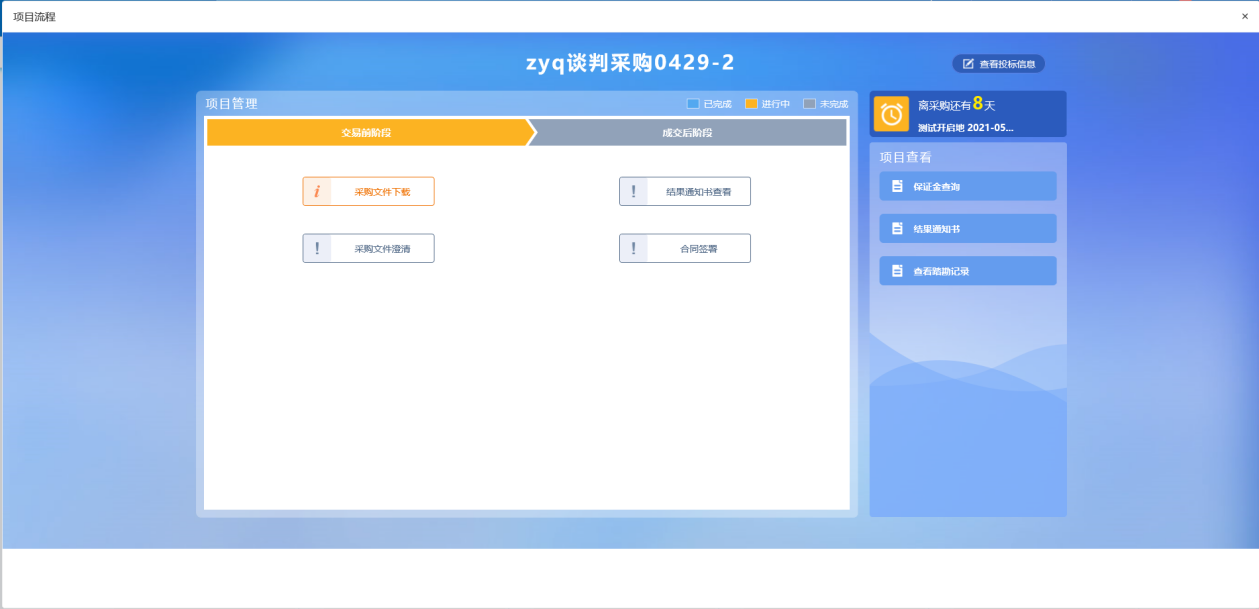 项目流程
×
zyq谈判采购0429-2
查看投标信息
项目管理
已完成
进行中
未完成
交易前阶段
成交后阶段
i 采购文件下载
! 结果通知书查看
! 采购文件澄清
! 合同签署
离采购还有8天
测试开启地 2021-05...
项目查看
保证金查询
结果通知书
查看踏勘记录